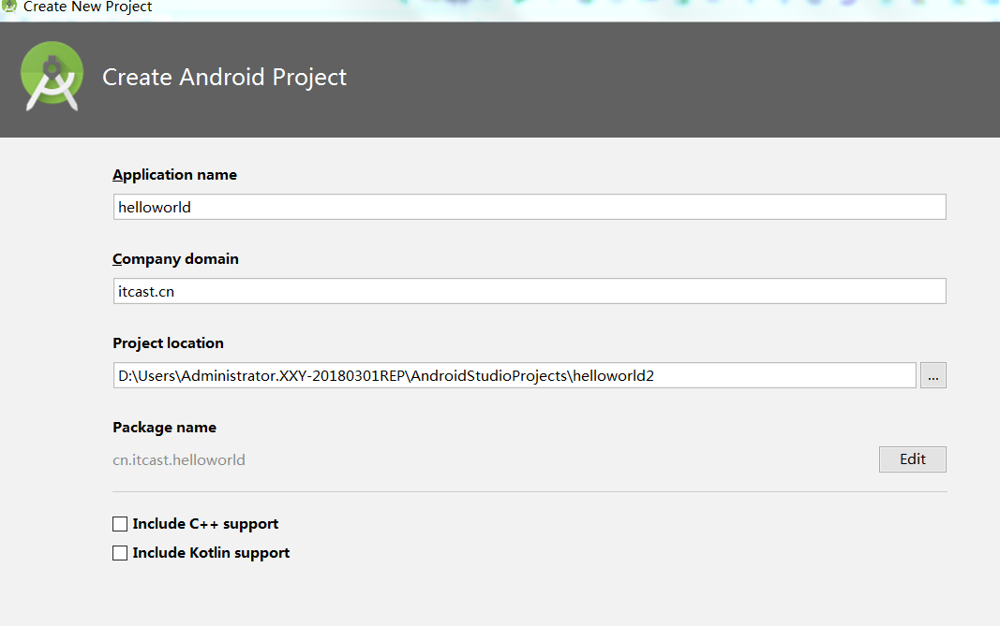 Create New Project
Create Android Project
Application name
helloworld
Company domain
itcast.cn
Project location
D:\Users\Administrator.XXY-20180301REP\AndroidStudioProjects\helloworld2
...
Package name
cn.itcast.helloworld
Edit
Include C++ support
Include Kotlin support